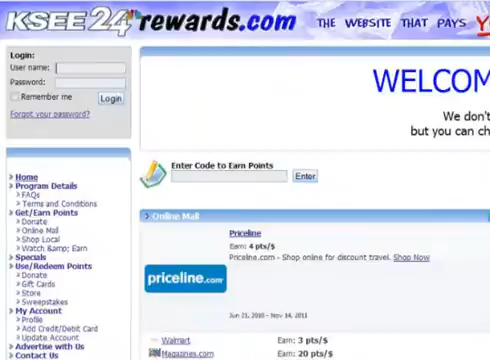 KSEE24 rewards.com THE WEBSITE THAT PAYS
Login:
User name:
Password:
Remember me Login
Forgot your password?
WELCOM
We don't
but you can ch
Enter Code to Earn Points
Enter
Home
Program Details
FAQs
Terms and Conditions
Get/Earn Points
Donate
Online Mall
Shop Local
Watch & Earn
Specials
Use/Redeem Points
Donate
Gift Cards
Store
Sweepstakes
My Account
Profile
Add Credit/Debit Card
Update Account
Advertise with Us
Contact Us
Online Mall
Priceline
Earn: 4 pts/$
Priceline.com - Shop online for discount travel. Shop Now
priceline.com
Jun 21, 2010 - Nov 14, 2011
Walmart Earn: 3 pts/$
Magazines.com Earn: 20 pts/$